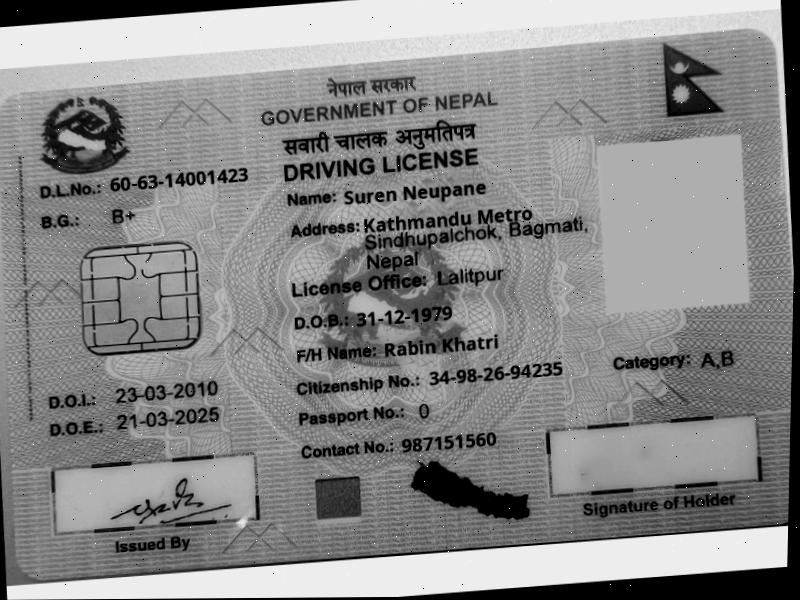 नेपाल सरकार
GOVERNMENT OF NEPAL
सवारी चालक अनुमतिपत्र
DRIVING LICENSE
D.L.No.: 60-63-14001423
B.G.: B+
Name: Suren Neupane
Address: Kathmandu Metro
Sindhupalchok, Bagmati,
Nepal
License Office: Lalitpur
D.O.B.: 31-12-1979
F/H Name: Rabin Khatri
Citizenship No.: 34-98-26-94235
Category: A,B
Passport No.: 0
Contact No.: 987151560
D.O.I.: 23-03-2010
D.O.E.: 21-03-2025
Issued By
Signature of Holder